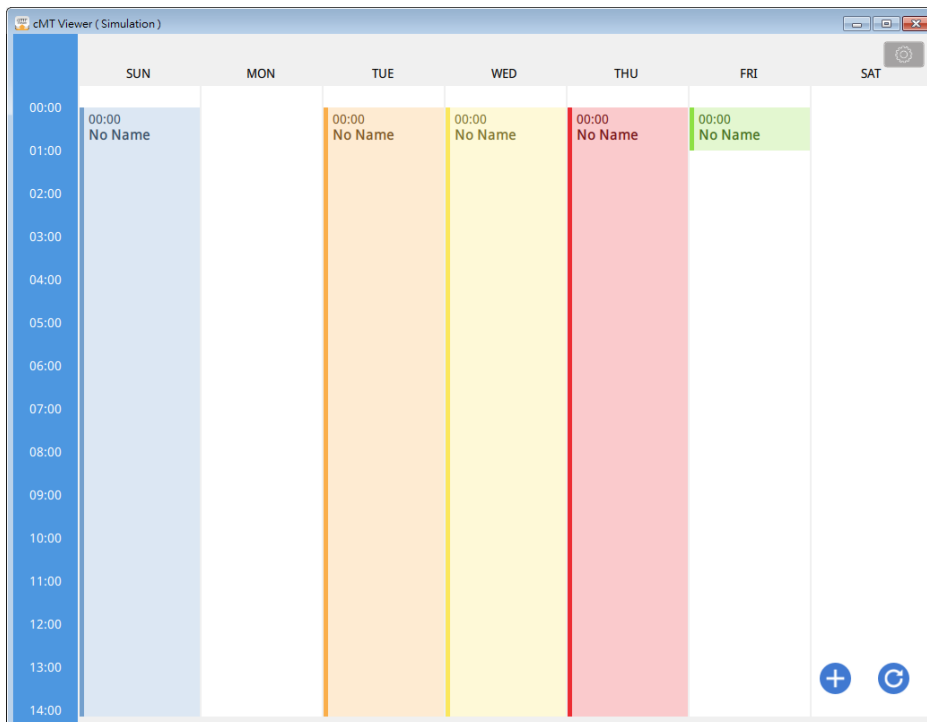 cMT Viewer ( Simulation )
SUN MON TUE WED THU FRI SAT
00:00
00:00
No Name
00:00
No Name
00:00
No Name
00:00
No Name
00:00
No Name
01:00
02:00
03:00
04:00
05:00
06:00
07:00
08:00
09:00
10:00
11:00
12:00
13:00
14:00